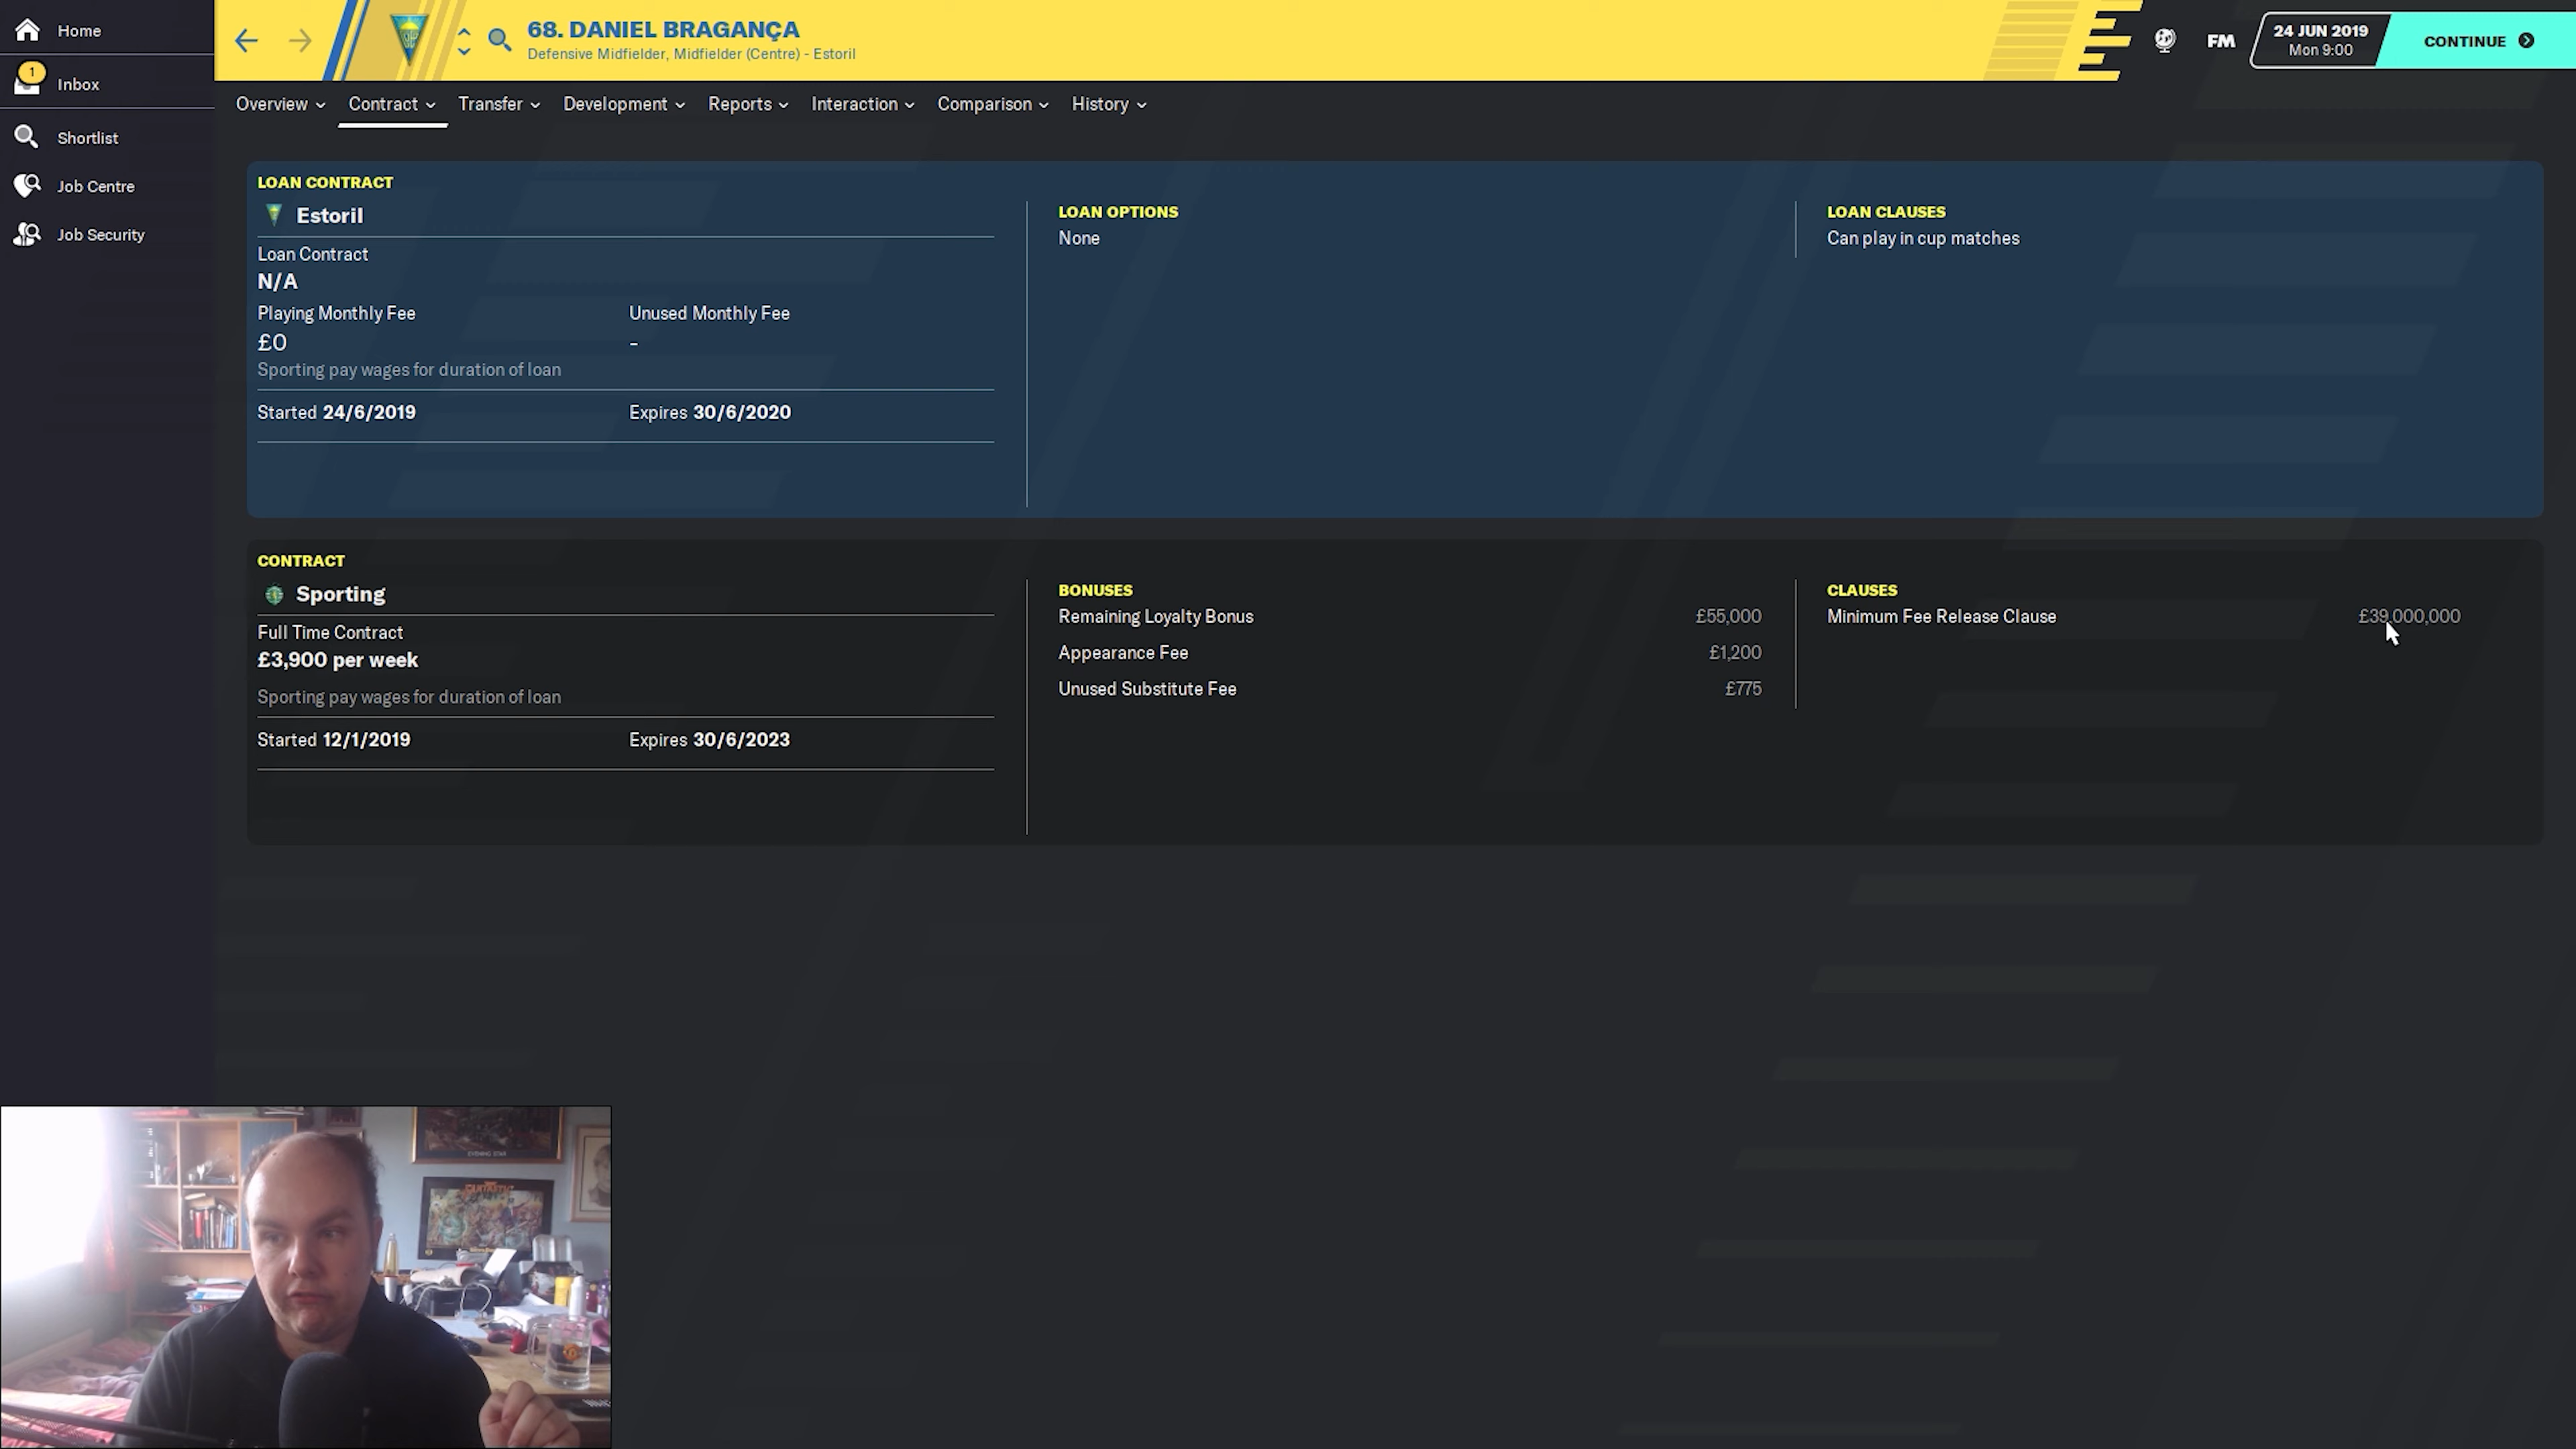 Home
1
Inbox
Shortlist
Job Centre
Job Security
68. DANIEL BRAGANÇA
Defensive Midfielder, Midfielder (Centre) - Estoril
FM
24 JUN 2019
Mon 9:00
CONTINUE
Overview
Contract
Transfer
Development
Reports
Interaction
Comparison
History
LOAN CONTRACT
Estoril
Loan Contract
N/A
Playing Monthly Fee
Unused Monthly Fee
£0
-
Sporting pay wages for duration of loan
Started 24/6/2019
Expires 30/6/2020
LOAN OPTIONS
None
LOAN CLAUSES
Can play in cup matches
CONTRACT
Sporting
Full Time Contract
£3,900 per week
Sporting pay wages for duration of loan
Started 12/1/2019
Expires 30/6/2023
BONUSES
Remaining Loyalty Bonus £55,000
Appearance Fee £1,200
Unused Substitute Fee £775
CLAUSES
Minimum Fee Release Clause £39,000,000
EVENING STAR